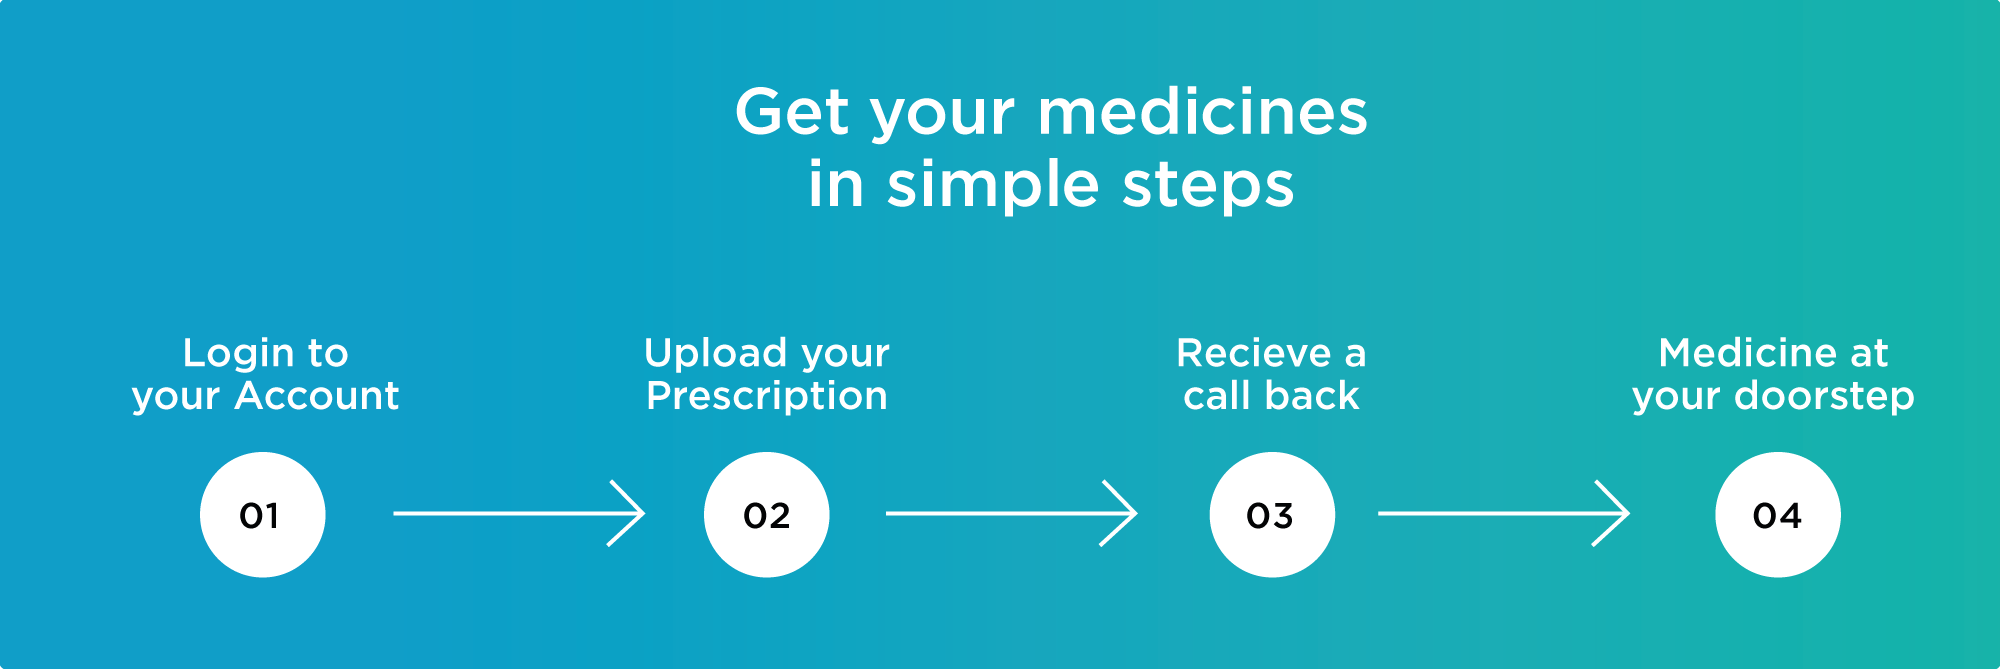 Get your medicines
in simple steps
Login to
your Account
01
Upload your
Prescription
02
Recieve a
call back
03
Medicine at
your doorstep
04